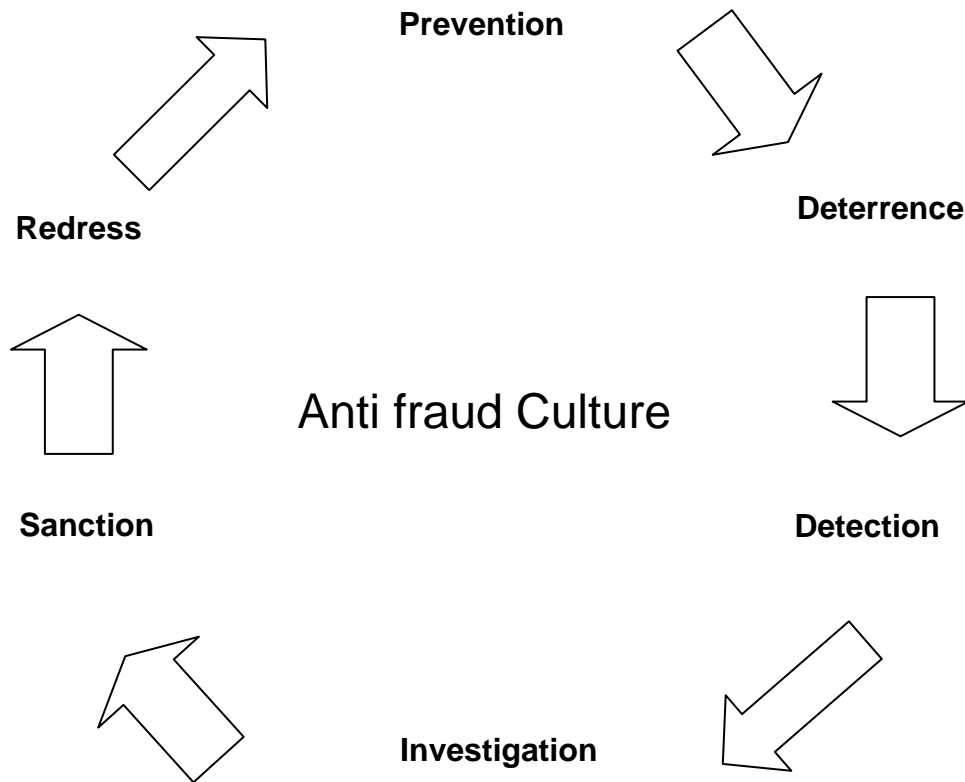 Prevention
Deterrence
Redress
Anti fraud Culture
Sanction
Detection
Investigation